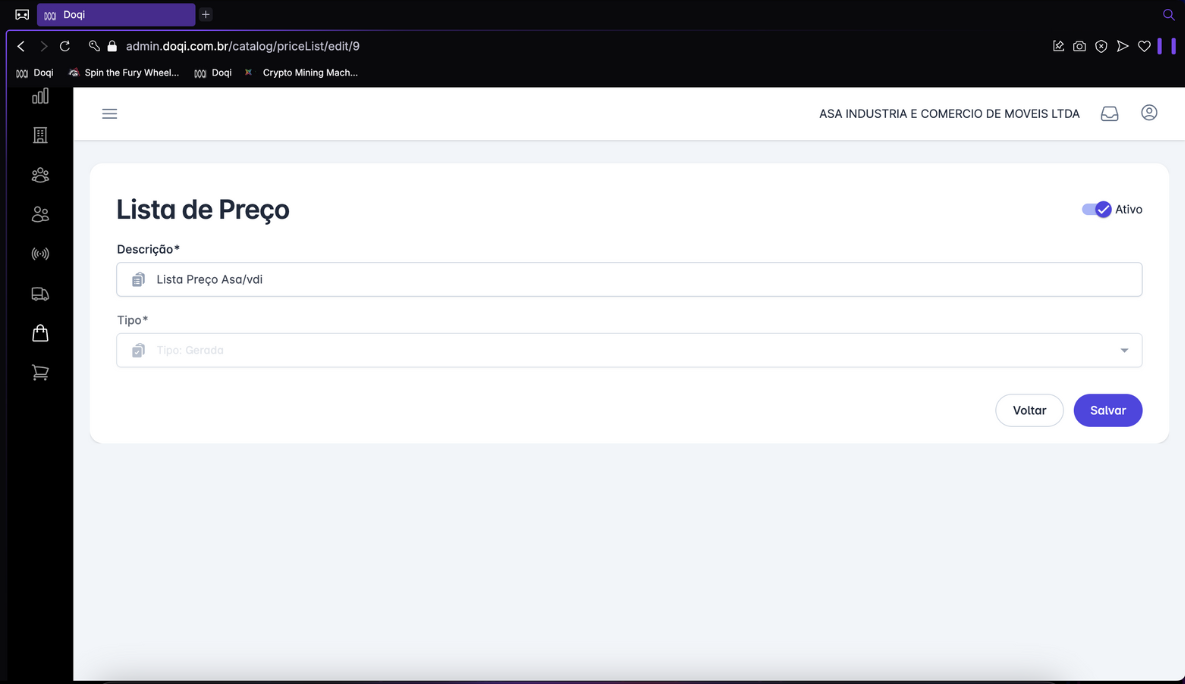 Doqi
admin.doqi.com.br/catalog/priceList/edit/9
Doqi Spin the Fury Wheel... Doqi Crypto Mining Mach...
ASA INDUSTRIA E COMERCIO DE MOVEIS LTDA
Lista de Preço
Ativo
Descrição*
Lista Preço Asa/vdi
Tipo*
Tipo: Gerada
Voltar Salvar